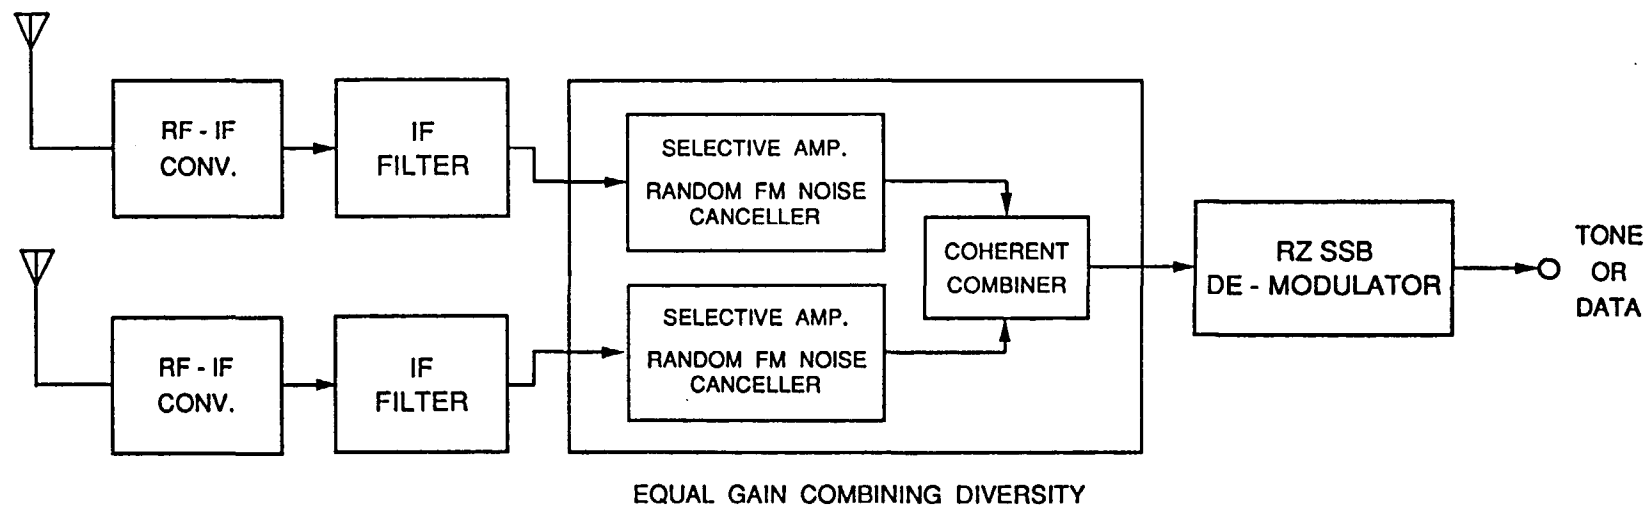 RF - IF
CONV.
IF
FILTER
SELECTIVE AMP.
RANDOM FM NOISE
CANCELLER
COHERENT
COMBINER
RZ SSB
DE - MODULATOR
TONE
OR
DATA
RF - IF
CONV.
IF
FILTER
SELECTIVE AMP.
RANDOM FM NOISE
CANCELLER
EQUAL GAIN COMBINING DIVERSITY